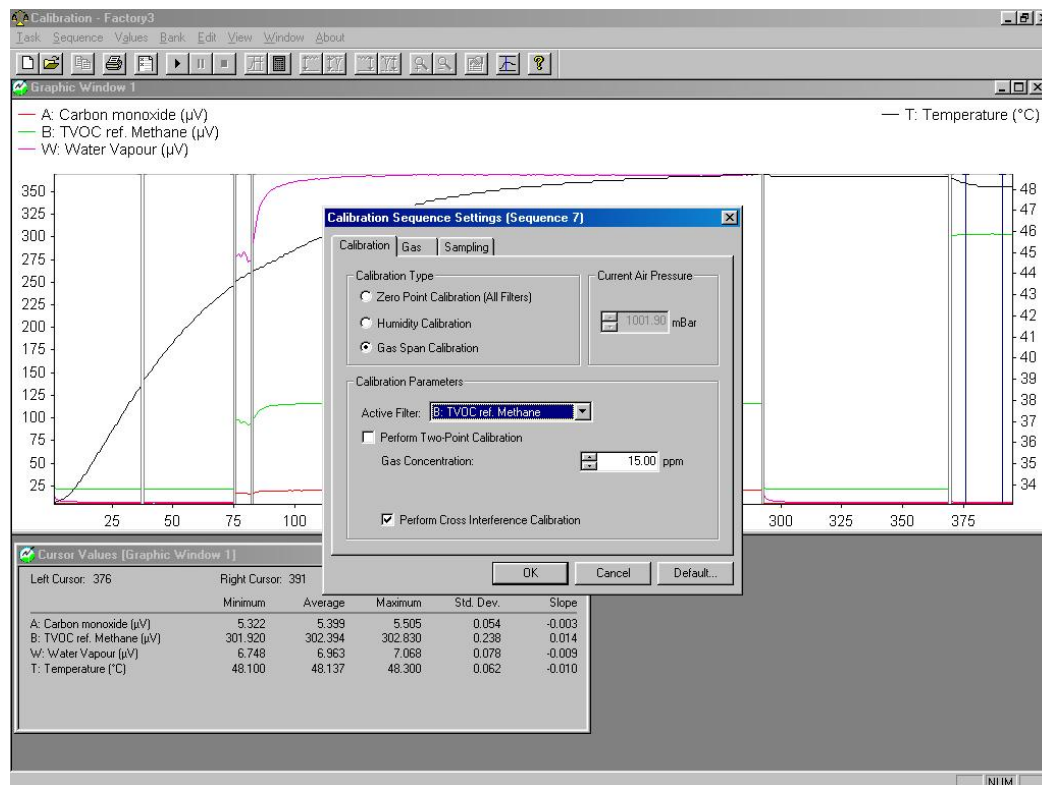 Calibration - Factory3
Task Sequence Values Bank Edit View Window About
Graphic Window 1
A: Carbon monoxide (µV)
B: TVOC ref. Methane (µV)
W: Water Vapour (µV)
T: Temperature (°C)
350
325
300
275
250
225
200
175
150
125
100
75
50
25
48
47
46
45
44
43
42
41
40
39
38
37
36
35
34
25 50 75 100 300 325 350 375
Calibration Sequence Settings (Sequence 7)
Calibration Gas Sampling
Calibration Type
Zero Point Calibration (All Filters)
Humidity Calibration
Gas Span Calibration
Current Air Pressure
1001.90 mBar
Calibration Parameters
Active Filter: B: TVOC ref. Methane
Perform Two-Point Calibration
Gas Concentration: 15.00 ppm
Perform Cross Interference Calibration
OK Cancel Default...
Cursor Values (Graphic Window 1)
Left Cursor: 376 Right Cursor: 391
Minimum Average Maximum Std. Dev. Slope
A: Carbon monoxide (µV) 5.322 5.399 5.505 0.054 -0.003
B: TVOC ref. Methane (µV) 301.920 302.394 302.830 0.238 0.014
W: Water Vapour (µV) 6.748 6.963 7.068 0.078 -0.009
T: Temperature (°C) 48.100 48.137 48.300 0.062 -0.010
NUM